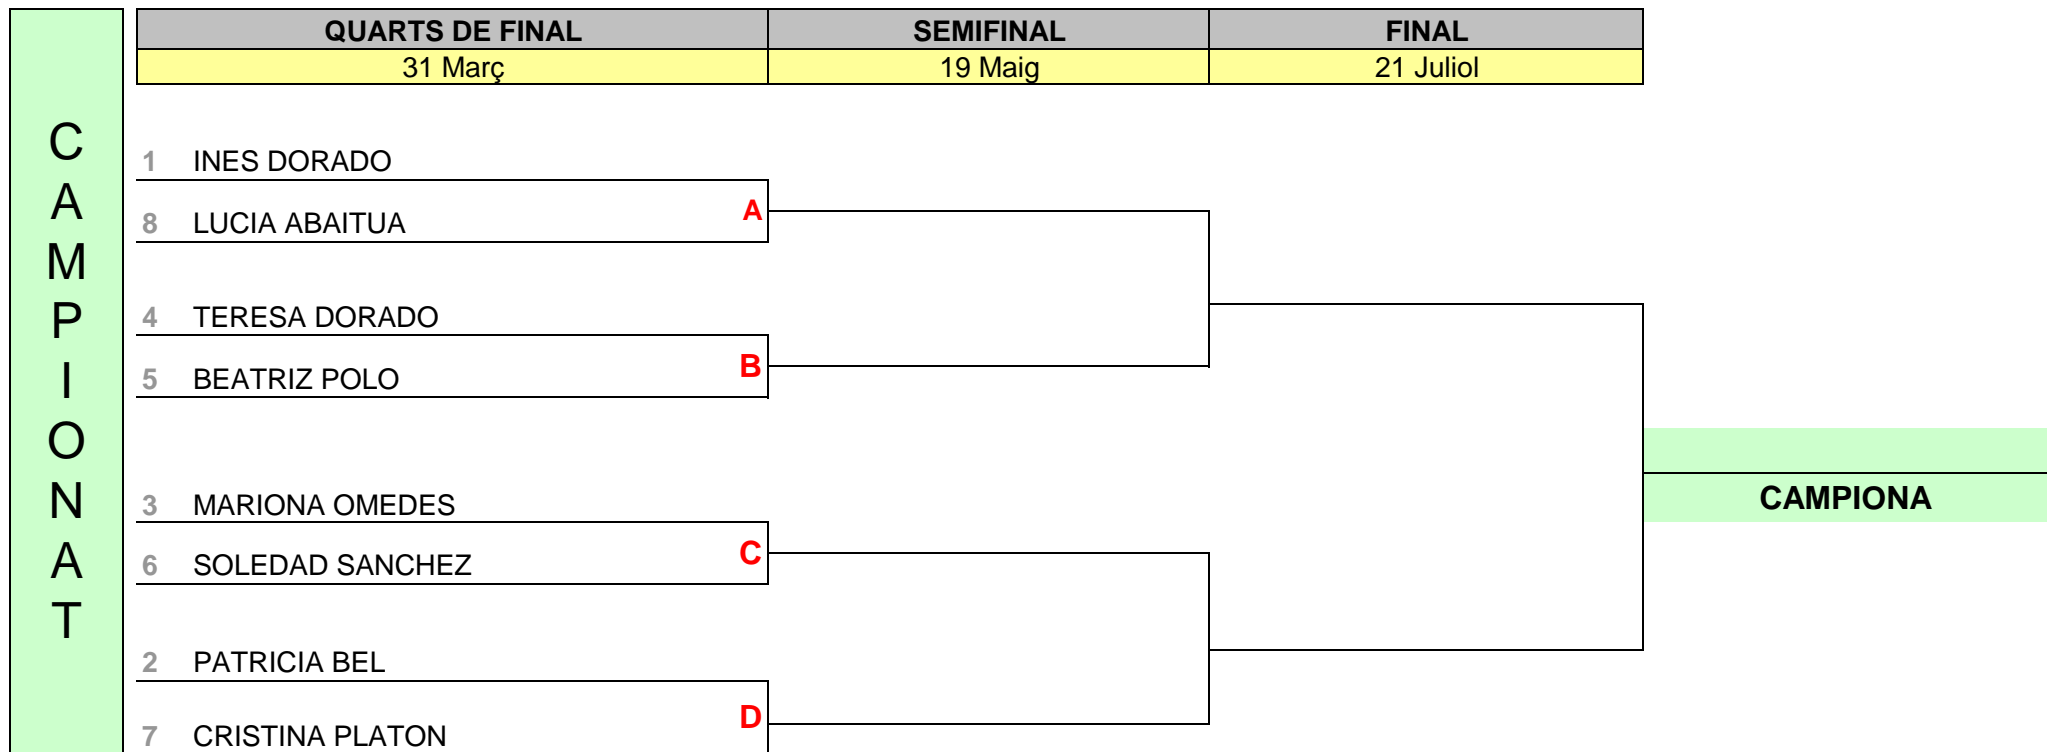 CAMPIONAT
QUARTS DE FINAL SEMIFINAL FINAL
31 Març 19 Maig 21 Juliol
1 INES DORADO
A
8 LUCIA ABAITUA
4 TERESA DORADO
B
5 BEATRIZ POLO
CAMPIONA
3 MARIONA OMEDES
C
6 SOLEDAD SANCHEZ
2 PATRICIA BEL
D
7 CRISTINA PLATON